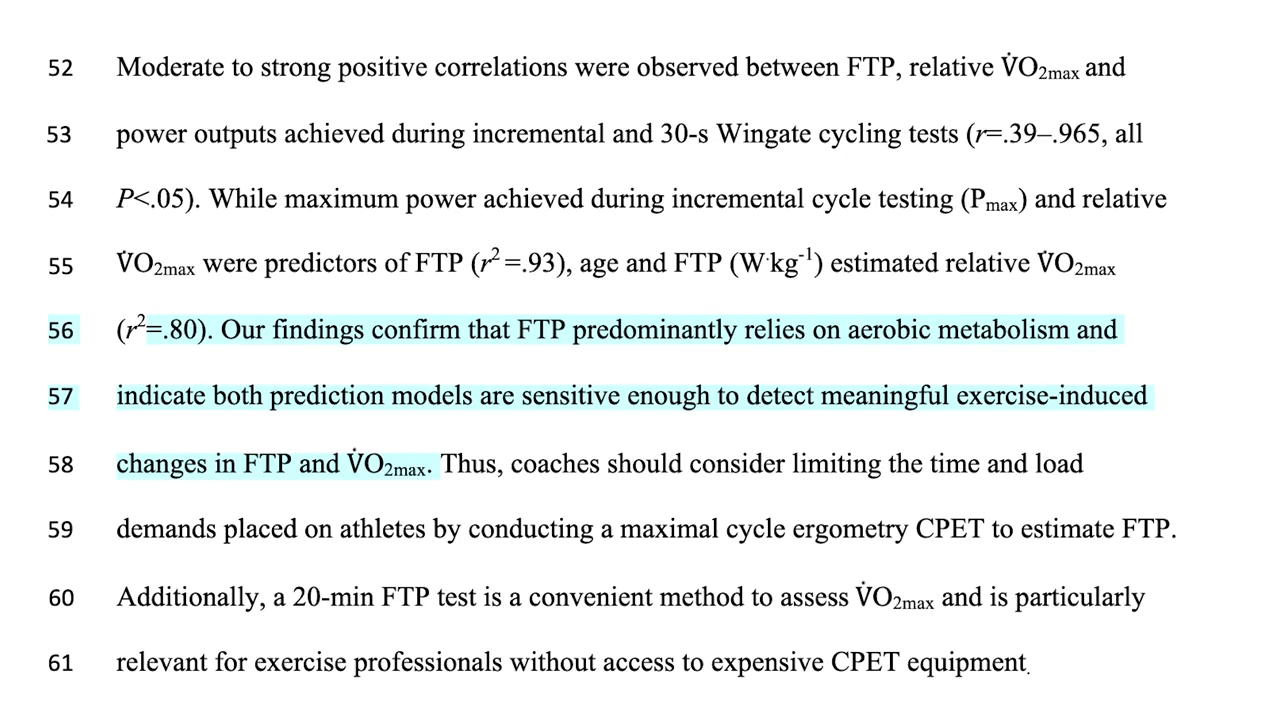 52 Moderate to strong positive correlations were observed between FTP, relative V̇O₂max and
53 power outputs achieved during incremental and 30-s Wingate cycling tests (r=.39–.965, all
54 P<.05). While maximum power achieved during incremental cycle testing (Pmax) and relative
55 V̇O₂max were predictors of FTP (r²=.93), age and FTP (W·kg⁻¹) estimated relative V̇O₂max
56 (r²=.80). Our findings confirm that FTP predominantly relies on aerobic metabolism and
57 indicate both prediction models are sensitive enough to detect meaningful exercise-induced
58 changes in FTP and V̇O₂max. Thus, coaches should consider limiting the time and load
59 demands placed on athletes by conducting a maximal cycle ergometry CPET to estimate FTP.
60 Additionally, a 20-min FTP test is a convenient method to assess V̇O₂max and is particularly
61 relevant for exercise professionals without access to expensive CPET equipment.